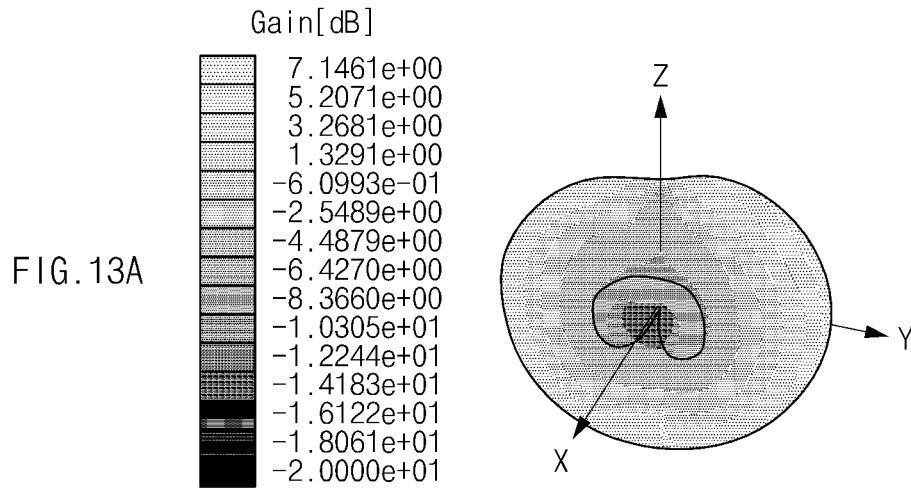 Gain[dB]
7.1461e+00
5.2071e+00
3.2681e+00
1.3291e+00
-6.0993e-01
-2.5489e+00
-4.4879e+00
-6.4270e+00
-8.3660e+00
-1.0305e+01
-1.2244e+01
-1.4183e+01
-1.6122e+01
-1.8061e+01
-2.0000e+01
FIG.13A
Z
Y
X